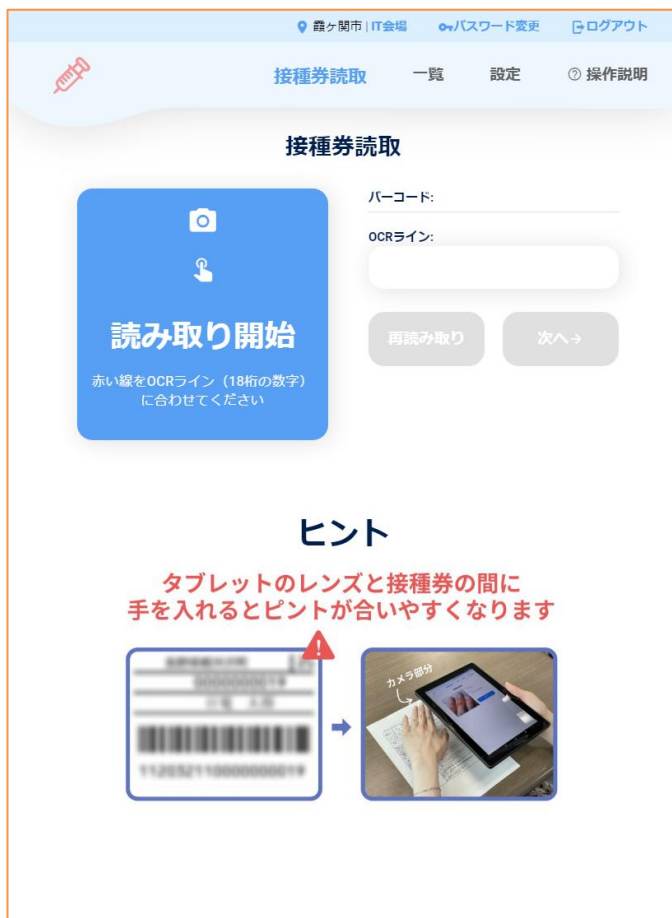 霞ヶ関市 | IT会場 パスワード変更 ログアウト
接種券読取 一覧 設定 ? 操作説明
接種券読取
読み取り開始
赤い線をOCRライン（18桁の数字）
に合わせてください
バーコード:
OCRライン:
再読み取り 次へ→
ヒント
タブレットのレンズと接種券の間に
手を入れるとピントが合いやすくなります
!
0000000019
112032110000000019
カメラ部分